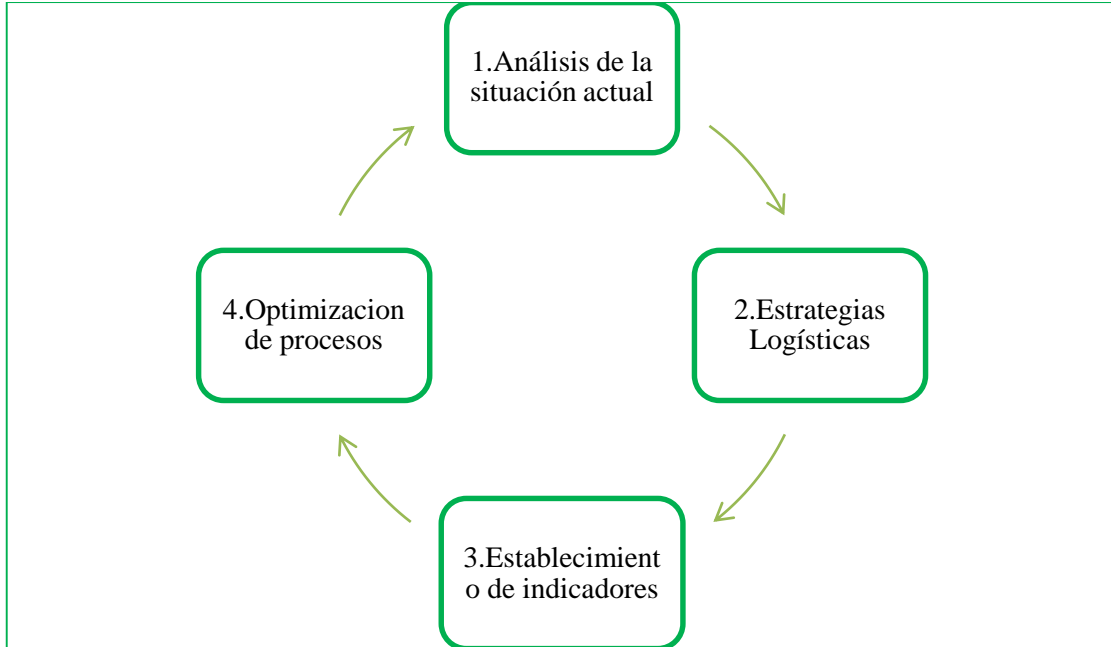 1.Análisis de la
situación actual
2.Estrategias
Logísticas
3.Establecimient
o de indicadores
4.Optimizacion
de procesos